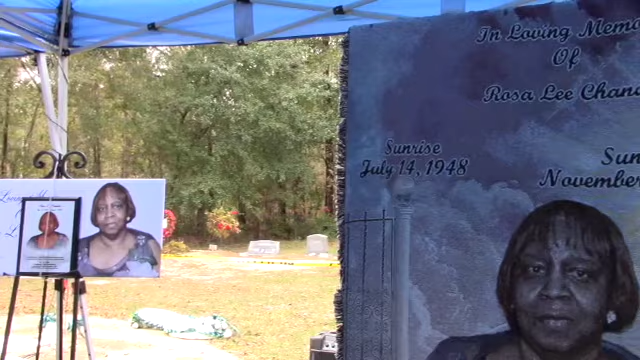 In Loving Memo
Of
Rosa Lee Chand
Sunrise
July 14, 1948
Sun
November